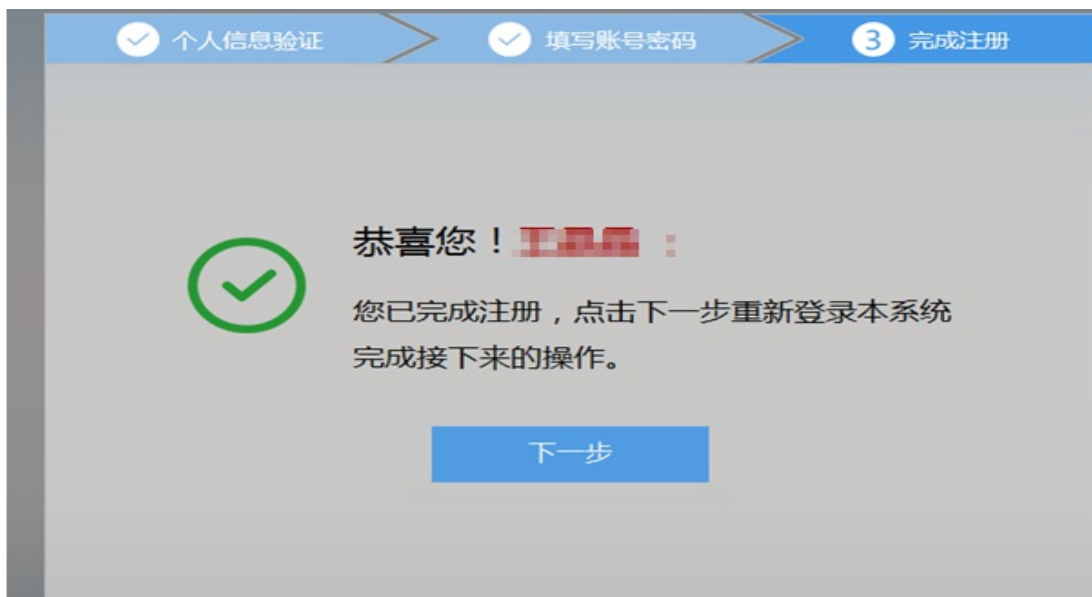 个人信息验证
填写账号密码
3 完成注册
恭喜您！
您已完成注册，点击下一步重新登录本系统
完成接下来的操作。
下一步